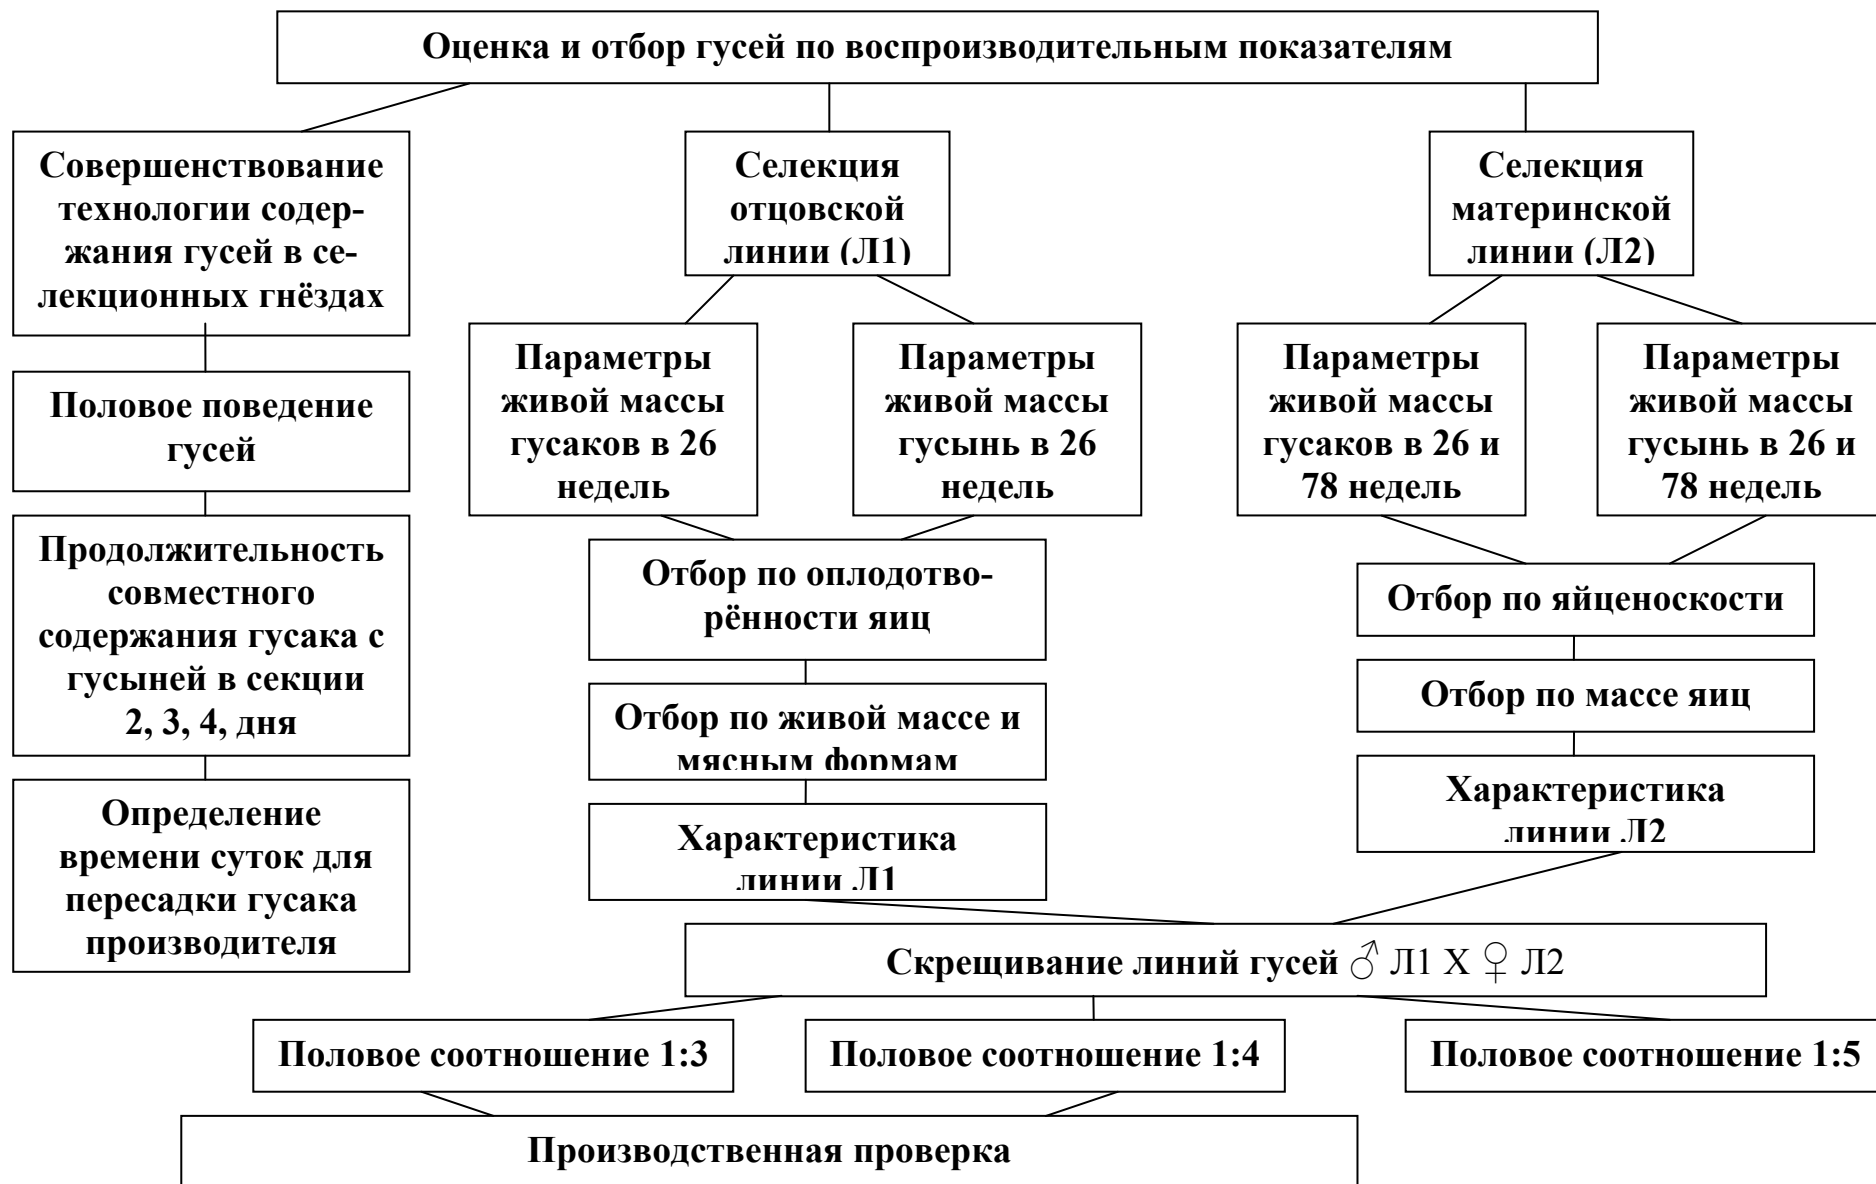 Оценка и отбор гусей по воспроизводительным показателям
Совершенствование
технологии содер-
жания гусей в се-
лекционных гнёздах
Половое поведение
гусей
Продолжительность
совместного
содержания гусака с
гусыней в секции
2, 3, 4, дня
Определение
времени суток для
пересадки гусака
производителя
Селекция
отцовской
линии (Л1)
Параметры
живой массы
гусаков в 26
недель
Параметры
живой массы
гусынь в 26
недель
Отбор по оплодотво-
рённости яиц
Отбор по живой массе и
мясным формам
Характеристика
линии Л1
Селекция
материнской
линии (Л2)
Параметры
живой массы
гусаков в 26 и
78 недель
Параметры
живой массы
гусынь в 26 и
78 недель
Отбор по яйценоскости
Отбор по массе яиц
Характеристика
линии Л2
Скрещивание линий гусей ♂ Л1 Х ♀ Л2
Половое соотношение 1:3
Половое соотношение 1:4
Половое соотношение 1:5
Производственная проверка